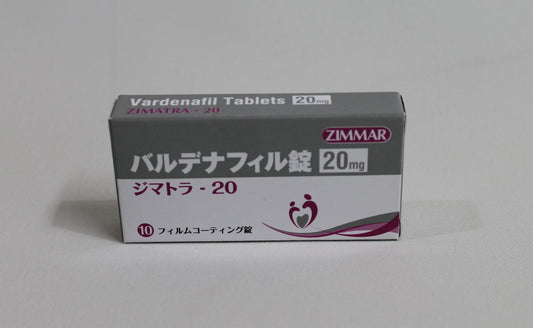 Vardenafil Tablets 20mg
ZIMATRA - 20
ZIMMAR
バルデナフィル錠 20mg
ジマトラ - 20
10 フィルムコーティング錠